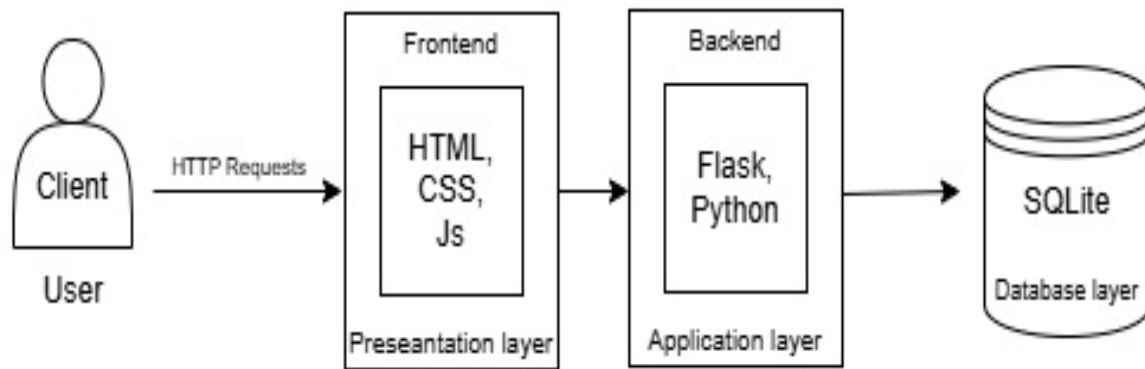 Client
User
HTTP Requests
Frontend
HTML,
CSS,
Js
Preseantation layer
Backend
Flask,
Python
Application layer
SQLite
Database layer